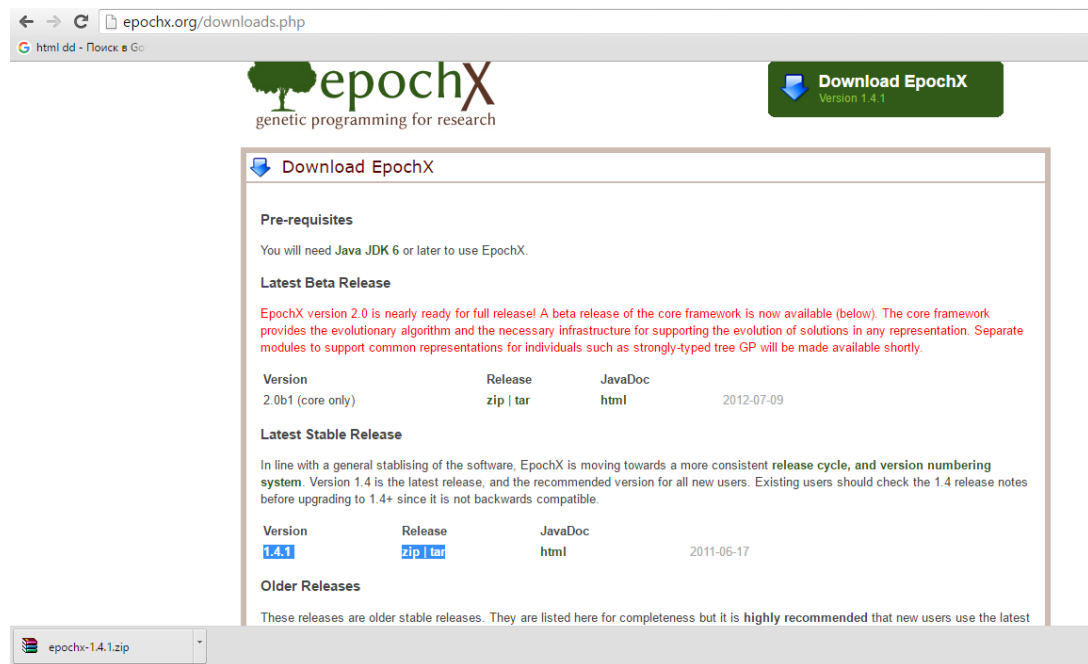 epochx.org/downloads.php
html dd - Поиск в Go
epochX
genetic programming for research
Download EpochX
Version 1.4.1
Download EpochX
Pre-requisites
You will need Java JDK 6 or later to use EpochX.
Latest Beta Release
EpochX version 2.0 is nearly ready for full release! A beta release of the core framework is now available (below). The core framework
provides the evolutionary algorithm and the necessary infrastructure for supporting the evolution of solutions in any representation. Separate
modules to support common representations for individuals such as strongly-typed tree GP will be made available shortly.
Version Release JavaDoc
2.0b1 (core only) zip | tar html 2012-07-09
Latest Stable Release
In line with a general stablising of the software, EpochX is moving towards a more consistent release cycle, and version numbering
system. Version 1.4 is the latest release, and the recommended version for all new users. Existing users should check the 1.4 release notes
before upgrading to 1.4+ since it is not backwards compatible.
Version Release JavaDoc
1.4.1 zip | tar html 2011-06-17
Older Releases
These releases are older stable releases. They are listed here for completeness but it is highly recommended that new users use the latest
epochx-1.4.1.zip